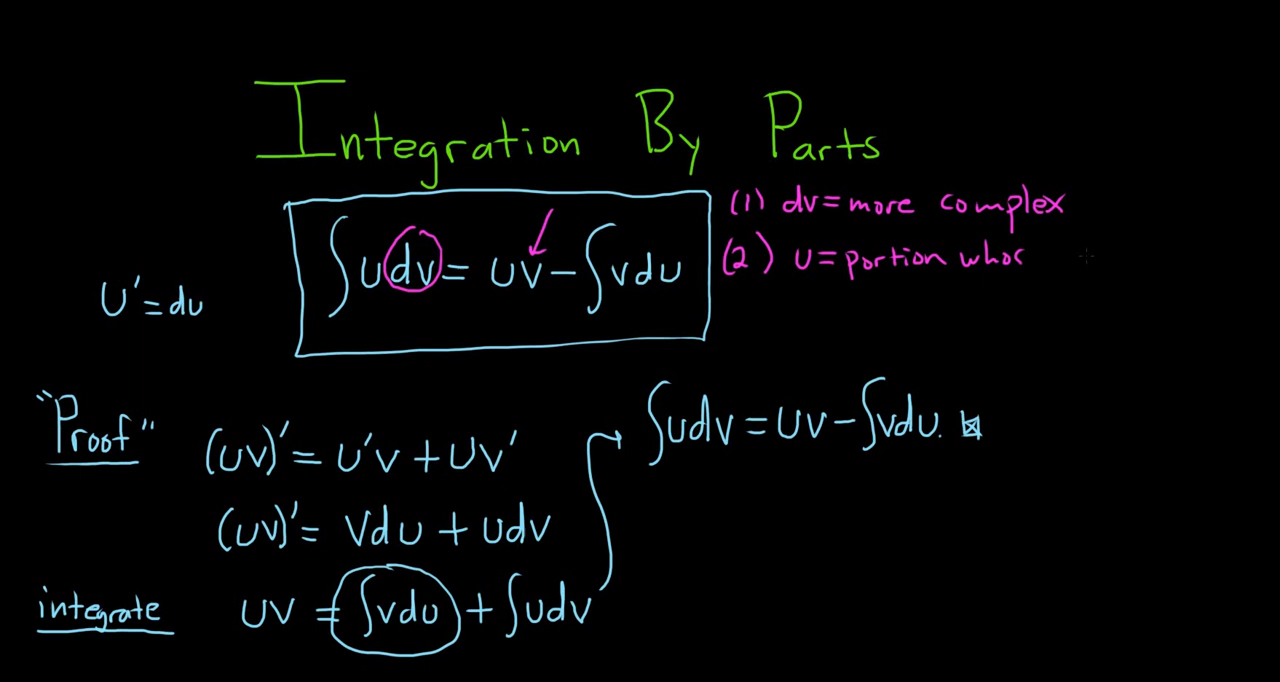 Integration By Parts
∫udv = uv - ∫vdu
(1) dv = more complex
(2) u = portion whos
u' = du
"Proof"
(uv)' = u'v + uv'
(uv)' = vdu + udv
integrate uv = ∫vdu + ∫udv
∫udv = uv - ∫vdu.